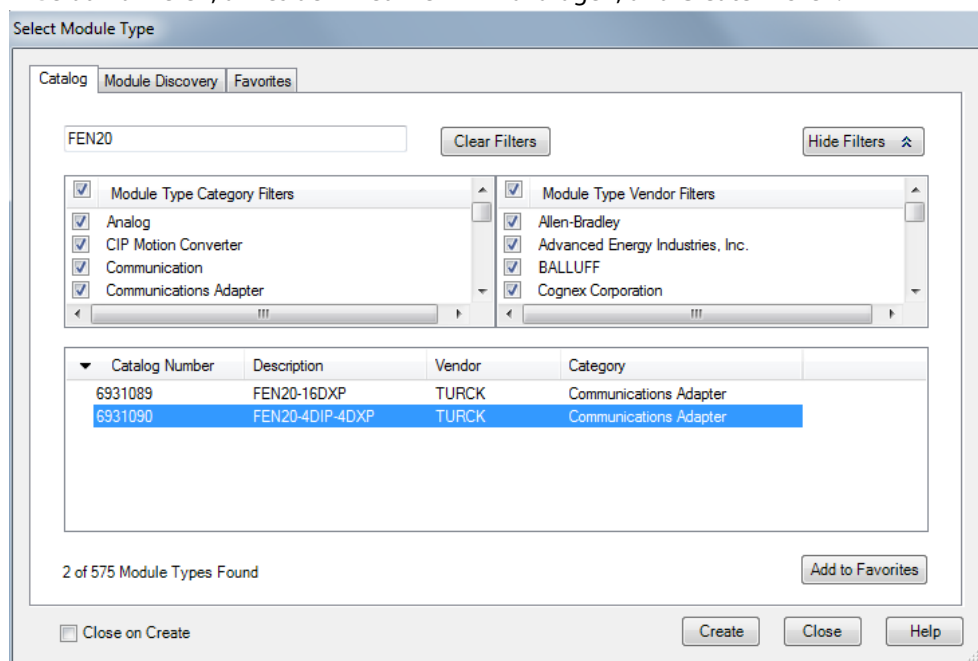 Select Module Type
Catalog Module Discovery Favorites
FEN20 Clear Filters Hide Filters
Module Type Category Filters Module Type Vendor Filters
Analog Allen-Bradley
CIP Motion Converter Advanced Energy Industries, Inc.
Communication BALLUFF
Communications Adapter Cognex Corporation
Catalog Number Description Vendor Category
6931089 FEN20-16DXP TURCK Communications Adapter
6931090 FEN20-4DIP-4DXP TURCK Communications Adapter
2 of 575 Module Types Found Add to Favorites
Close on Create Create Close Help